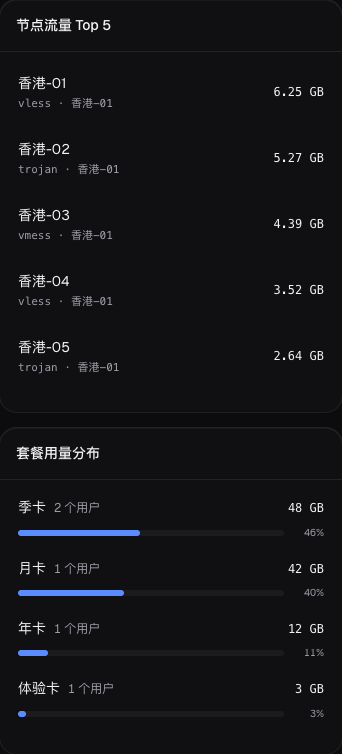 节点流量 Top 5
香港-01
6.25 GB
vless · 香港-01
香港-02
5.27 GB
trojan · 香港-01
香港-03
4.39 GB
vmess · 香港-01
香港-04
3.52 GB
vless · 香港-01
香港-05
2.64 GB
trojan · 香港-01
套餐用量分布
季卡 2 个用户 48 GB
46%
月卡 1 个用户 42 GB
40%
年卡 1 个用户 12 GB
11%
体验卡 1 个用户 3 GB
3%